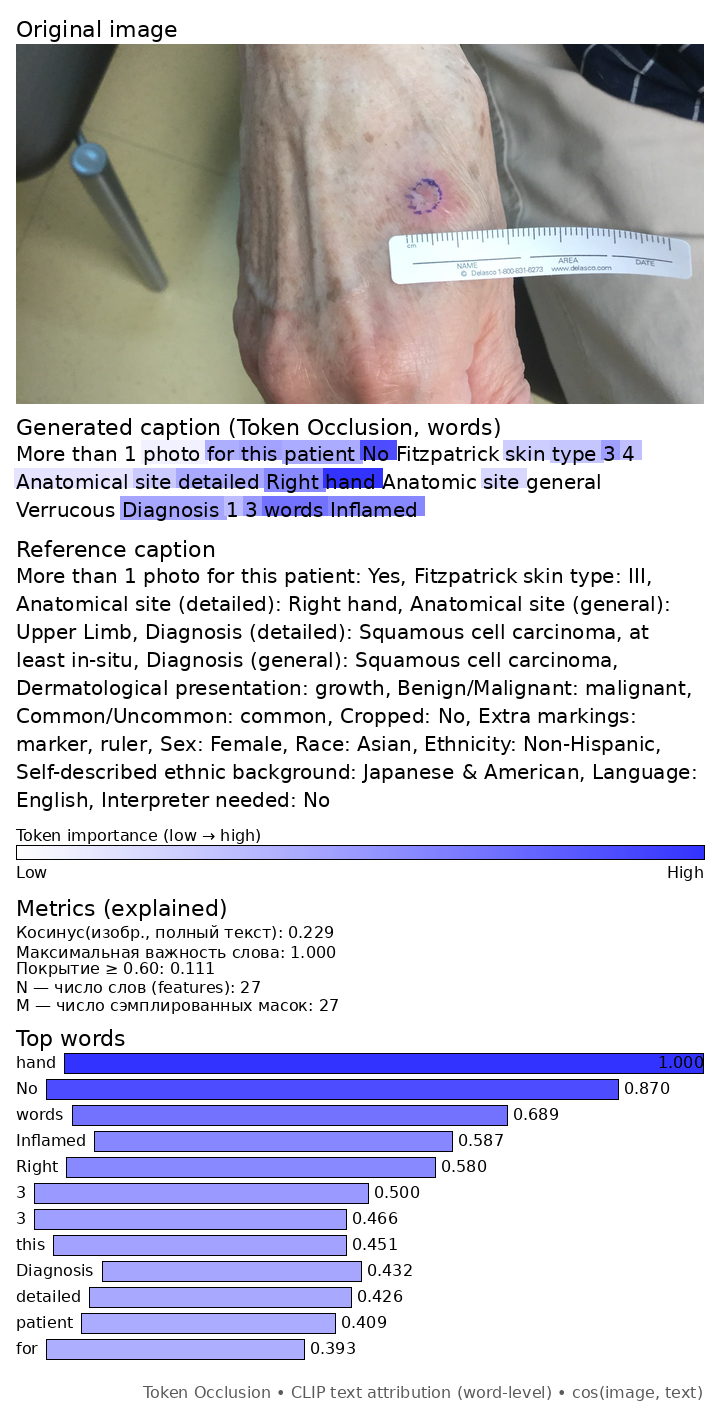 Original image
cm
NAME
AREA
DATE
© Delasco 1-800-831-6273 www.delasco.com
Generated caption (Token Occlusion, words)
More than 1 photo for this patient No Fitzpatrick skin type 3 4
Anatomical site detailed Right hand Anatomic site general
Verrucous Diagnosis 1 3 words Inflamed
Reference caption
More than 1 photo for this patient: Yes, Fitzpatrick skin type: III,
Anatomical site (detailed): Right hand, Anatomical site (general):
Upper Limb, Diagnosis (detailed): Squamous cell carcinoma, at
least in-situ, Diagnosis (general): Squamous cell carcinoma,
Dermatological presentation: growth, Benign/Malignant: malignant,
Common/Uncommon: common, Cropped: No, Extra markings:
marker, ruler, Sex: Female, Race: Asian, Ethnicity: Non-Hispanic,
Self-described ethnic background: Japanese & American, Language:
English, Interpreter needed: No
Token importance (low → high)
Low High
Metrics (explained)
Косинус(изобр., полный текст): 0.229
Максимальная важность слова: 1.000
Покрытие ≥ 0.60: 0.111
N — число слов (features): 27
M — число сэмплированных масок: 27
Top words
hand 1.000
No 0.870
words 0.689
Inflamed 0.587
Right 0.580
3 0.500
3 0.466
this 0.451
Diagnosis 0.432
detailed 0.426
patient 0.409
for 0.393
Token Occlusion • CLIP text attribution (word-level) • cos(image, text)